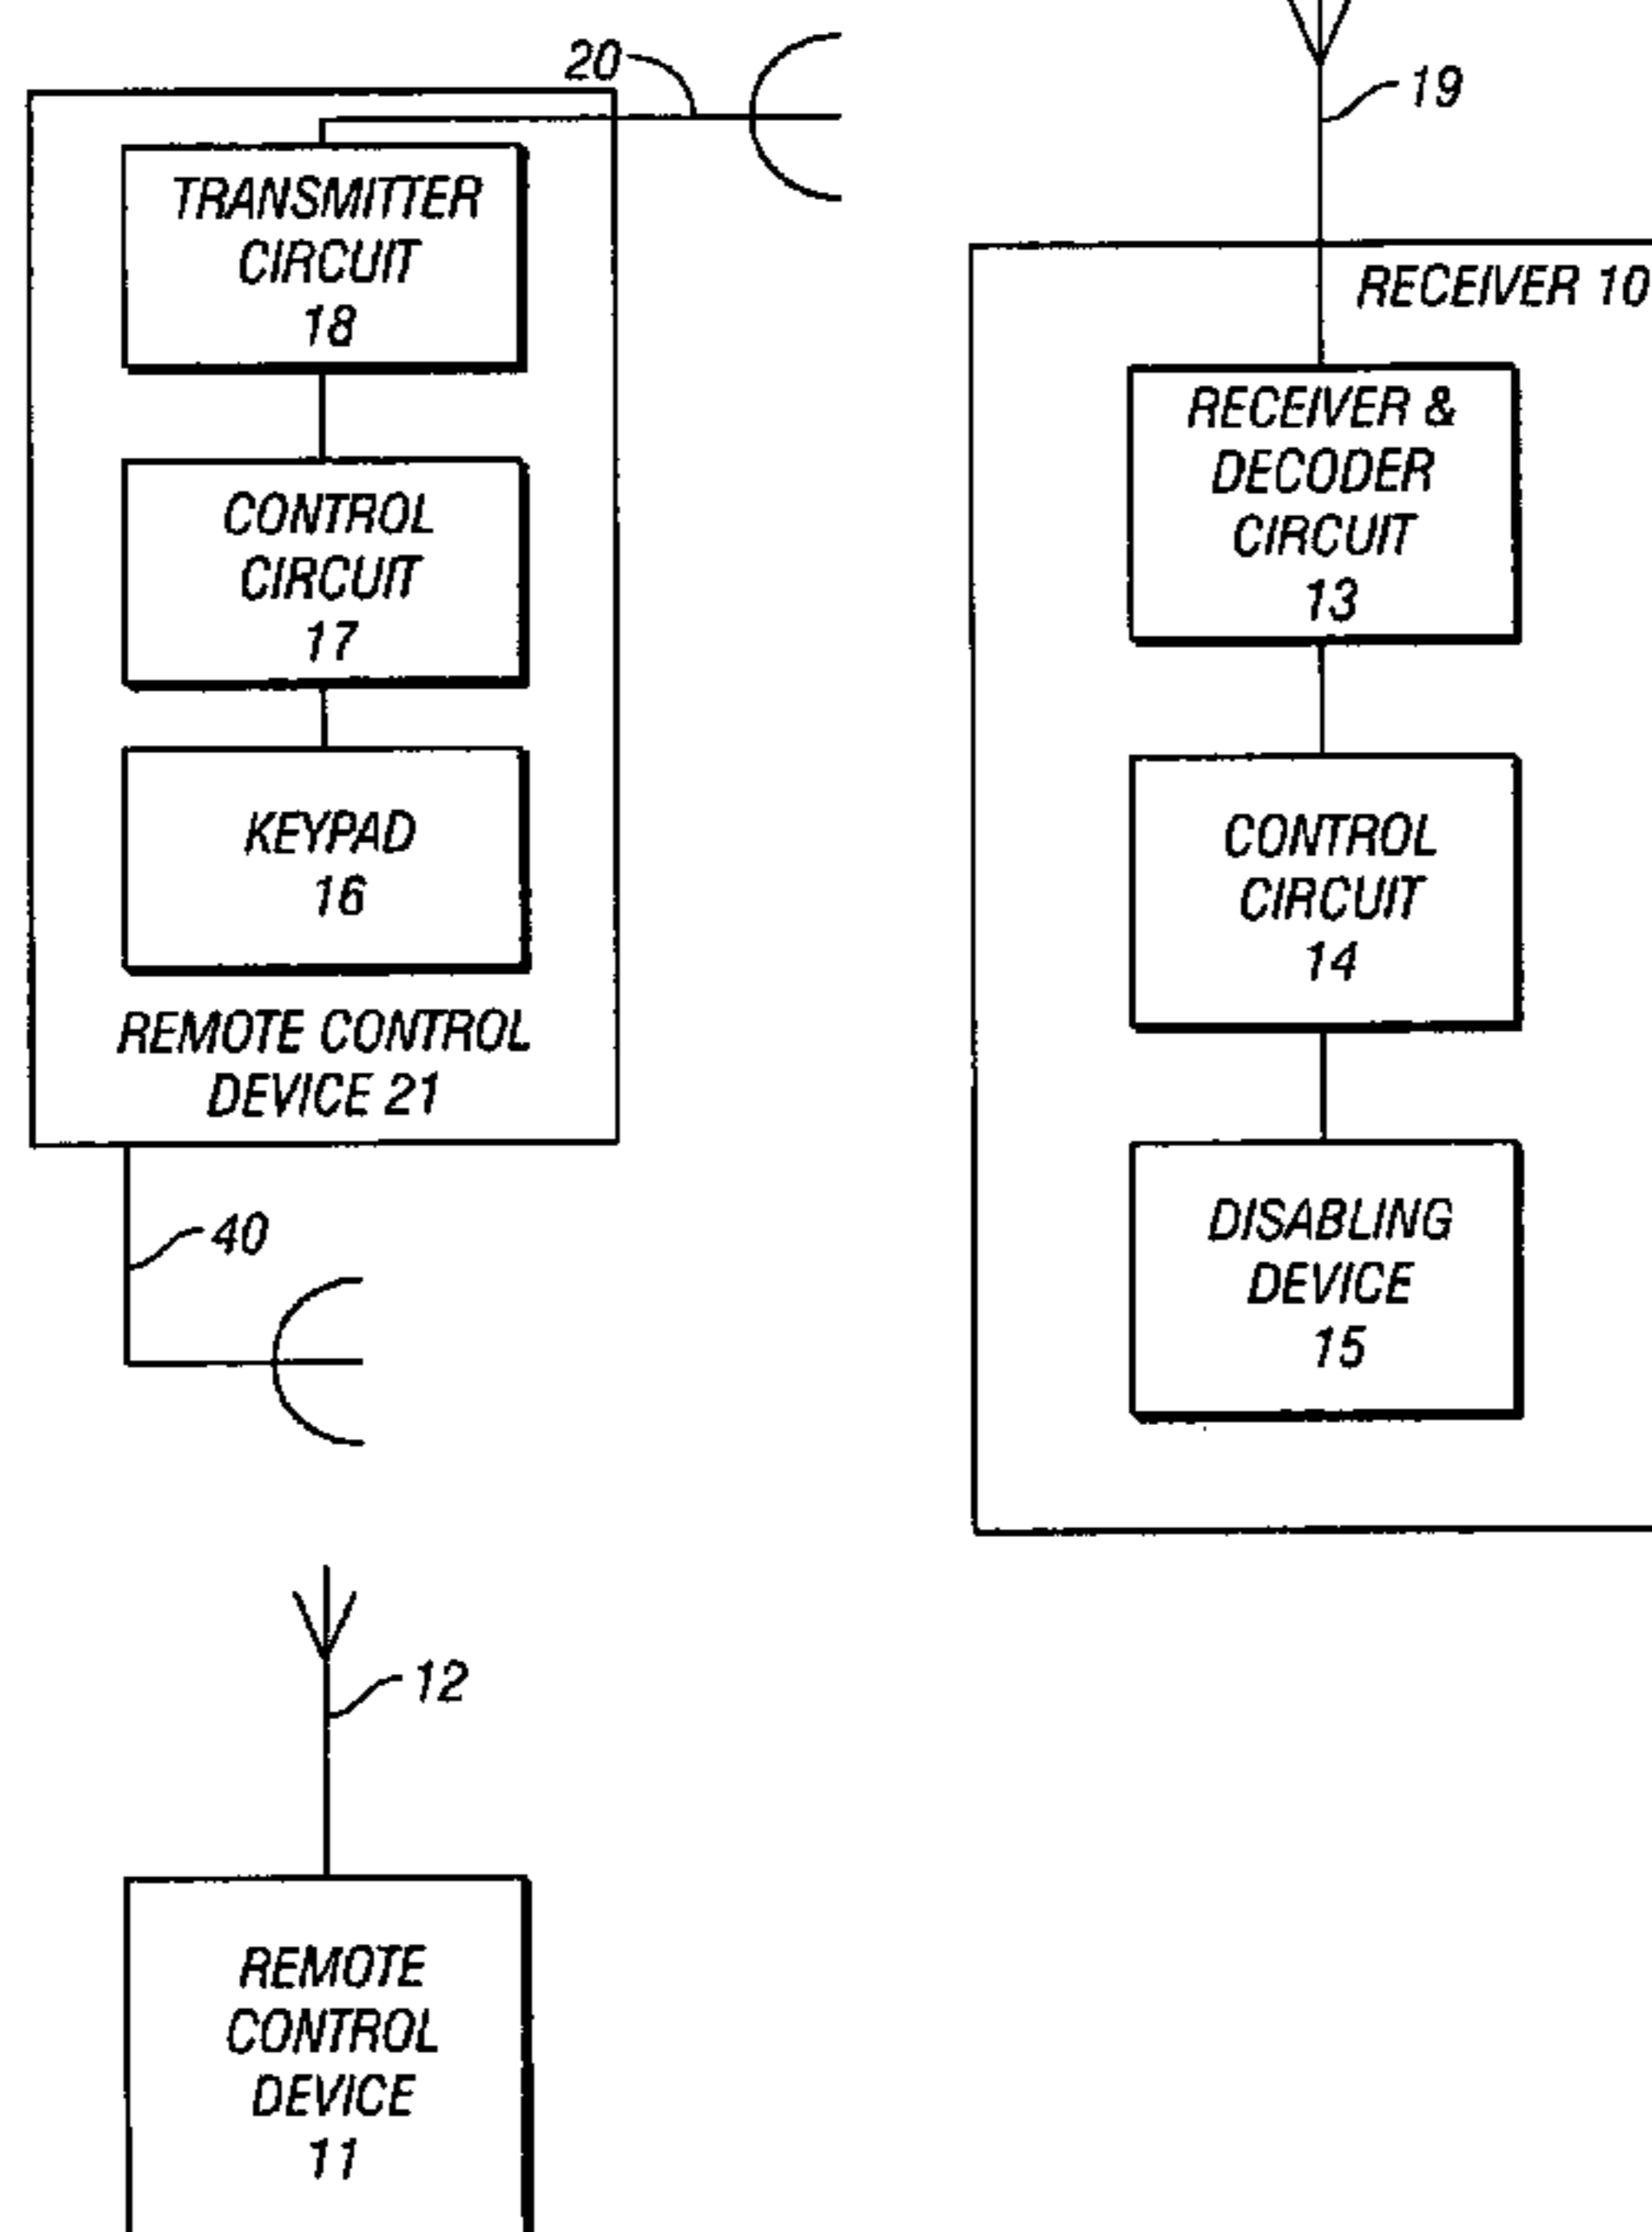 20
TRANSMITTER
CIRCUIT
18
CONTROL
CIRCUIT
17
KEYPAD
16
REMOTE CONTROL
DEVICE 21
40
12
REMOTE
CONTROL
DEVICE
11
19
RECEIVER 10
RECEIVER &
DECODER
CIRCUIT
13
CONTROL
CIRCUIT
14
DISABLING
DEVICE
15